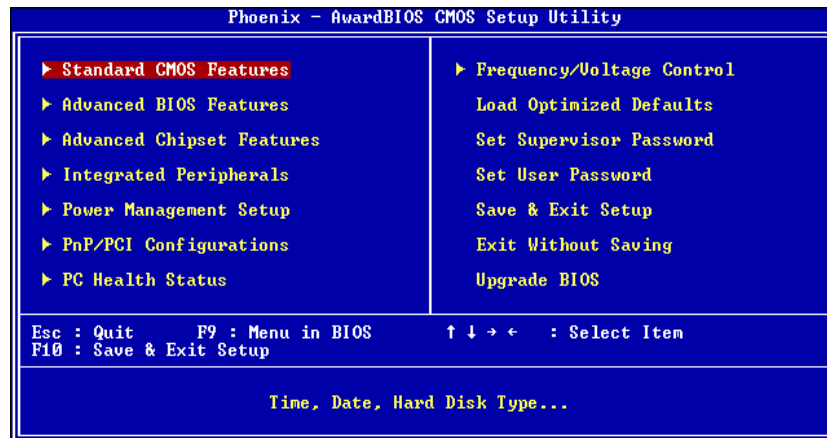 Phoenix - AwardBIOS CMOS Setup Utility
▶ Standard CMOS Features
▶ Advanced BIOS Features
▶ Advanced Chipset Features
▶ Integrated Peripherals
▶ Power Management Setup
▶ PnP/PCI Configurations
▶ PC Health Status
▶ Frequency/Voltage Control
Load Optimized Defaults
Set Supervisor Password
Set User Password
Save & Exit Setup
Exit Without Saving
Upgrade BIOS
Esc : Quit F9 : Menu in BIOS ↑ ↓ → ← : Select Item
F10 : Save & Exit Setup
Time, Date, Hard Disk Type...